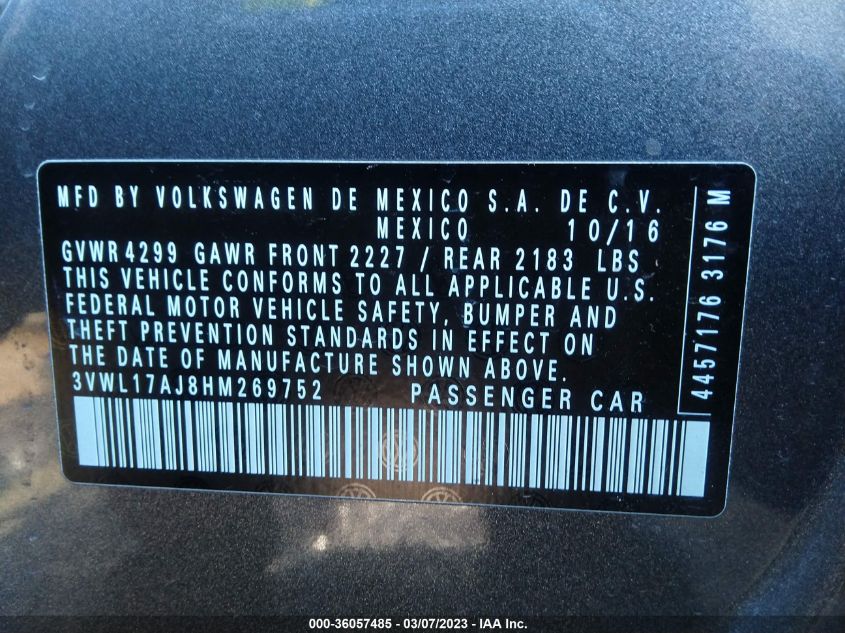 MFD BY VOLKSWAGEN DE MEXICO S.A. DE C.V.
MEXICO 10/16
GVWR 4299 GAWR FRONT 2227 / REAR 2183 LBS
THIS VEHICLE CONFORMS TO ALL APPLICABLE U.S.
FEDERAL MOTOR VEHICLE SAFETY, BUMPER AND
THEFT PREVENTION STANDARDS IN EFFECT ON
THE DATE OF MANUFACTURE SHOWN ABOVE.
3VWL17AJ8HM269752 PASSENGER CAR
4457176 3176 M
000-36057485 - 03/07/2023 - IAA Inc.